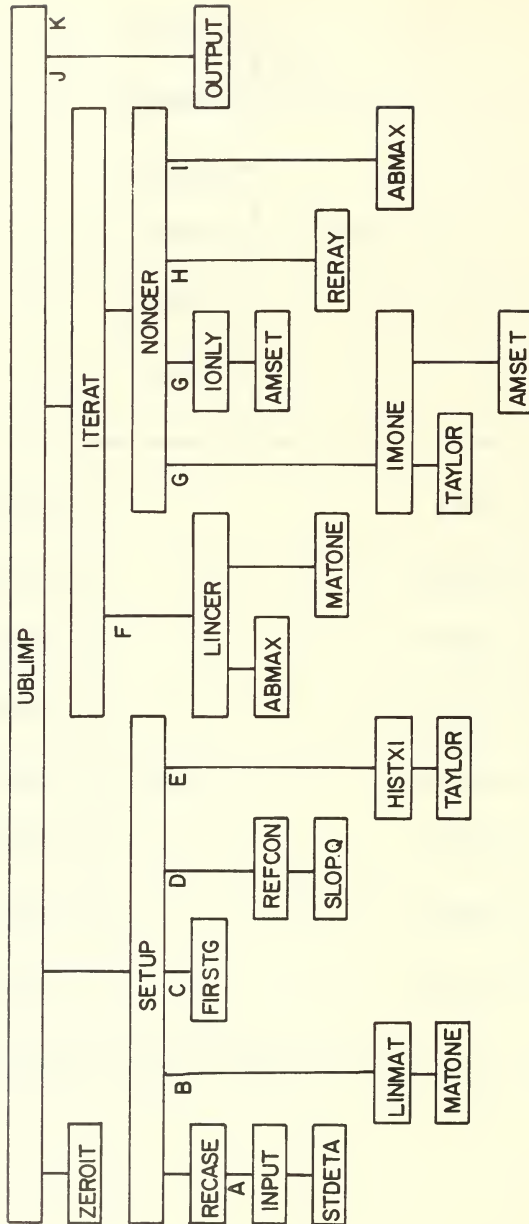 UBLIMP
ZEROIT
SETUP
ITERAT
J K
RECASE
A
INPUT
STDETA
B
LINMAT
MATONE
C
FIRSTG
D
REFCON
SLOP.Q
E
HISTXI
TAYLOR
F
LINCER
ABMAX
MATONE
NONCER
G
IMONE
TAYLOR
AMSET
G
IONLY
AMSET
H
RERAY
I
ABMAX
OUTPUT